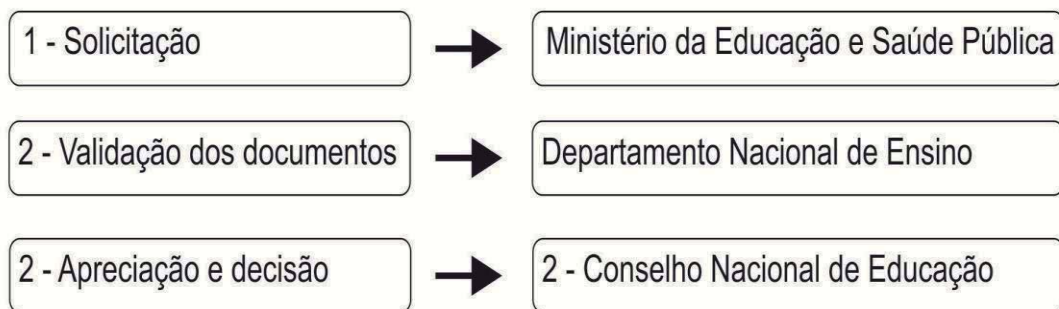 1 - Solicitação
Ministério da Educação e Saúde Pública
2 - Validação dos documentos
Departamento Nacional de Ensino
2 - Apreciação e decisão
2 - Conselho Nacional de Educação